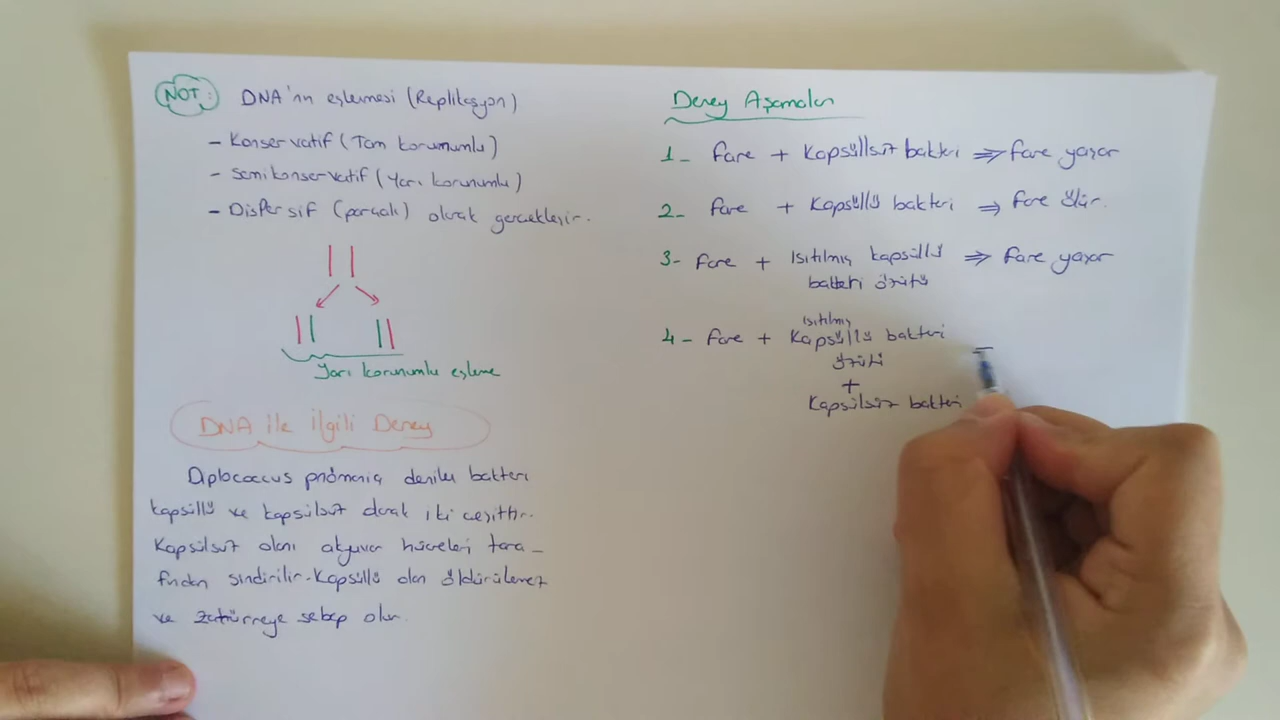 NOT: DNA'nın eşlenmesi (Replikasyon)
- Konservatif (Tam korunumlu)
- Semikonservatif (Yarı korunumlu)
- Dispersif (parçalı) olarak gerçekleşir.
Yarı korunumlu eşleme
DNA ile ilgili Deney
Diplococcus pnömonia denilen bakteri
kapsüllü ve kapsülsüz olarak iki çeşittir.
Kapsülsüz olanı akyuvar hücreleri tara-
fından sindirilir. Kapsüllü olan öldürülemez
ve zatürreye sebep olur.
Deney Aşamaları
1- Fare + Kapsüllsüz bakteri ⇒ fare yaşar
2- Fare + Kapsüllü bakteri ⇒ fare ölür.
3- Fare + Isıtılmış kapsüllü ⇒ fare yaşar
bakteri özütü
4- Fare + Isıtılmış Kapsüllü bakteri
özütü
+
Kapsülsüz bakteri